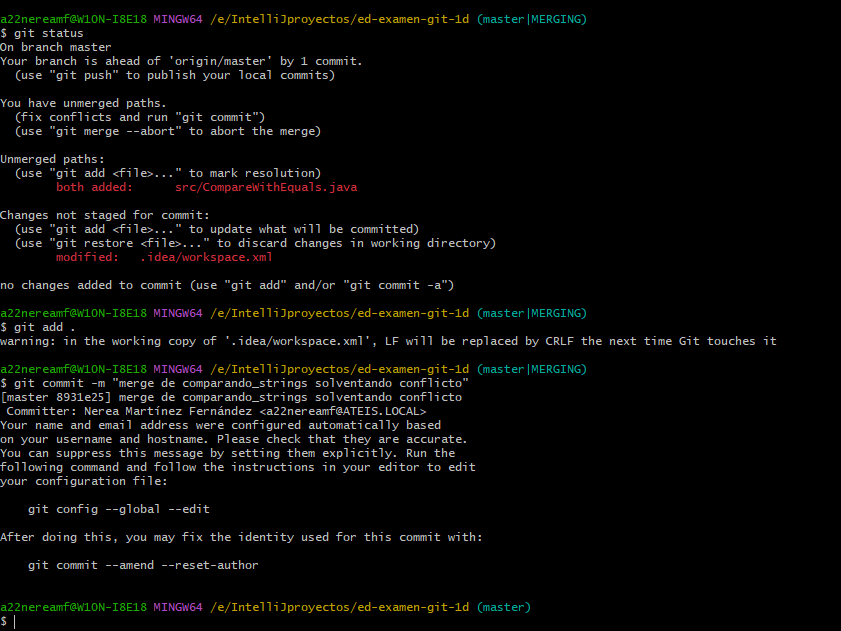 a22nereamf@W10N-I8E18 MINGW64 /e/IntelliJproyectos/ed-examen-git-1d (master|MERGING)
$ git status
On branch master
Your branch is ahead of 'origin/master' by 1 commit.
  (use "git push" to publish your local commits)

You have unmerged paths.
  (fix conflicts and run "git commit")
  (use "git merge --abort" to abort the merge)

Unmerged paths:
  (use "git add <file>..." to mark resolution)
        both added:      src/CompareWithEquals.java

Changes not staged for commit:
  (use "git add <file>..." to update what will be committed)
  (use "git restore <file>..." to discard changes in working directory)
        modified:   .idea/workspace.xml

no changes added to commit (use "git add" and/or "git commit -a")

a22nereamf@W10N-I8E18 MINGW64 /e/IntelliJproyectos/ed-examen-git-1d (master|MERGING)
$ git add .
warning: in the working copy of '.idea/workspace.xml', LF will be replaced by CRLF the next time Git touches it

a22nereamf@W10N-I8E18 MINGW64 /e/IntelliJproyectos/ed-examen-git-1d (master|MERGING)
$ git commit -m "merge de comparando_strings solventando conflicto"
[master 8931e25] merge de comparando_strings solventando conflicto
 Committer: Nerea Martínez Fernández <a22nereamf@ATEIS.LOCAL>
Your name and email address were configured automatically based
on your username and hostname. Please check that they are accurate.
You can suppress this message by setting them explicitly. Run the
following command and follow the instructions in your editor to edit
your configuration file:

    git config --global --edit

After doing this, you may fix the identity used for this commit with:

    git commit --amend --reset-author

a22nereamf@W10N-I8E18 MINGW64 /e/IntelliJproyectos/ed-examen-git-1d (master)
$